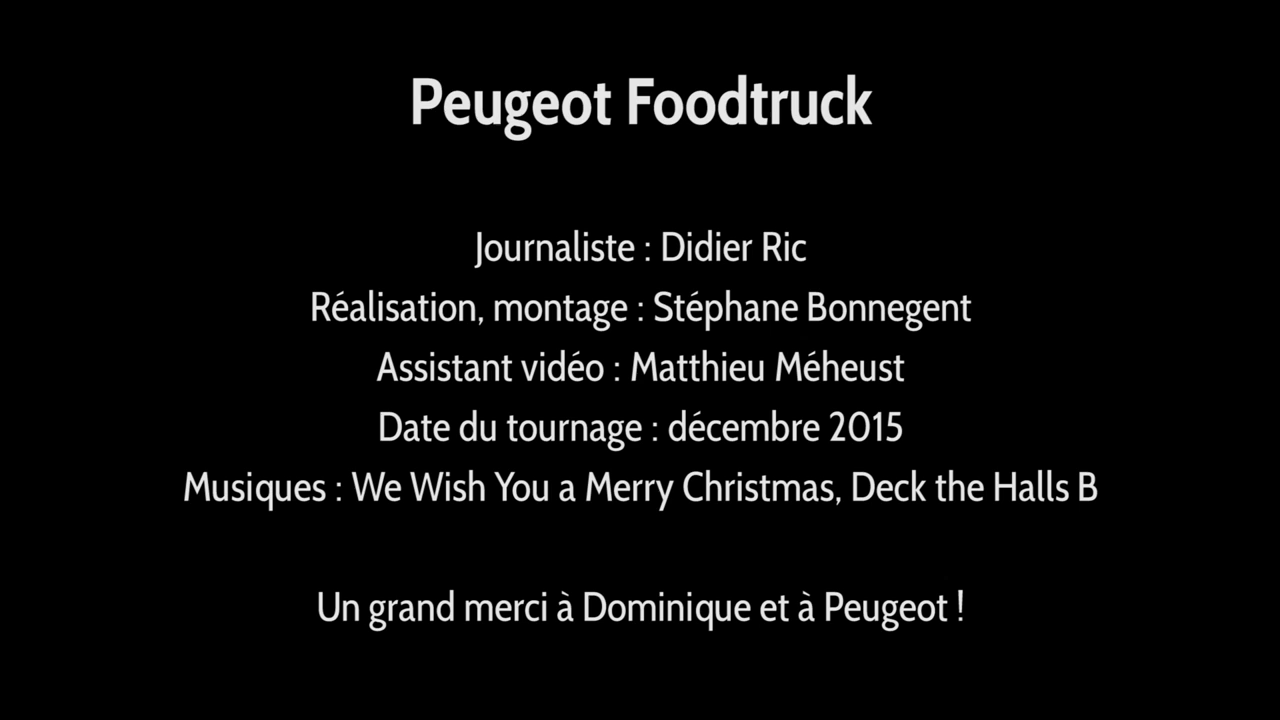 Peugeot Foodtruck
Journaliste : Didier Ric
Réalisation, montage : Stéphane Bonnegent
Assistant vidéo : Matthieu Méheust
Date du tournage : décembre 2015
Musiques : We Wish You a Merry Christmas, Deck the Halls B
Un grand merci à Dominique et à Peugeot !